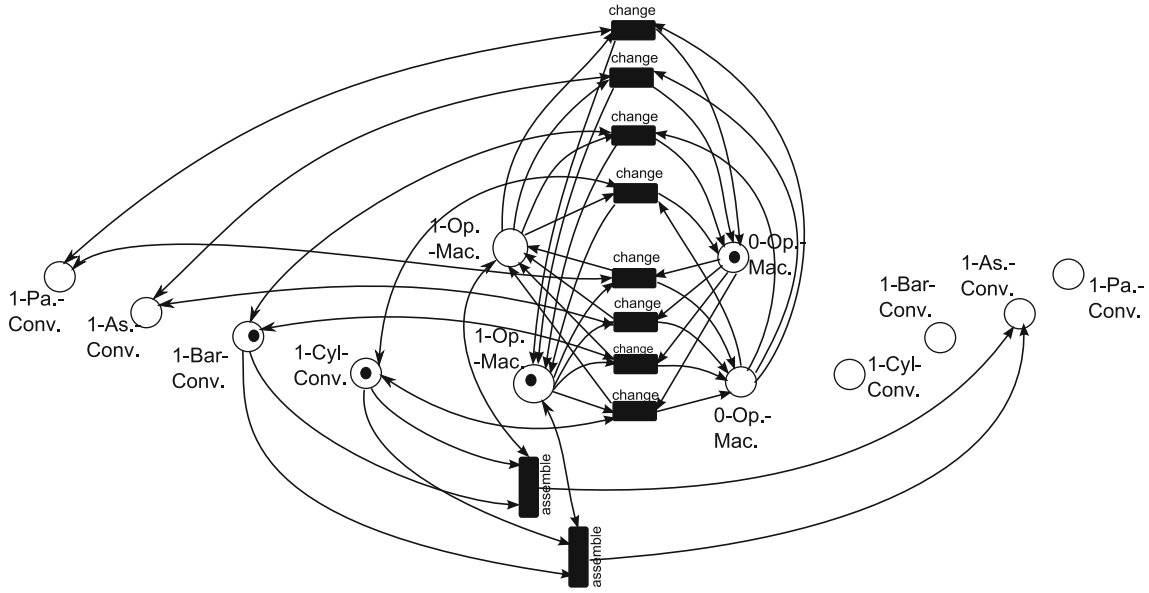 change
change
change
change
1-Op.
-Mac.
0-Op.-
Mac.
change
1-Pa.-
Conv.
1-As.-
Conv.
1-Bar-
Conv.
1-Cyl-
Conv.
1-Op.
-Mac.
change
change
change
0-Op.-
Mac.
1-Bar-
Conv.
1-As.-
Conv.
1-Pa.-
Conv.
1-Cyl-
Conv.
assemble
assemble